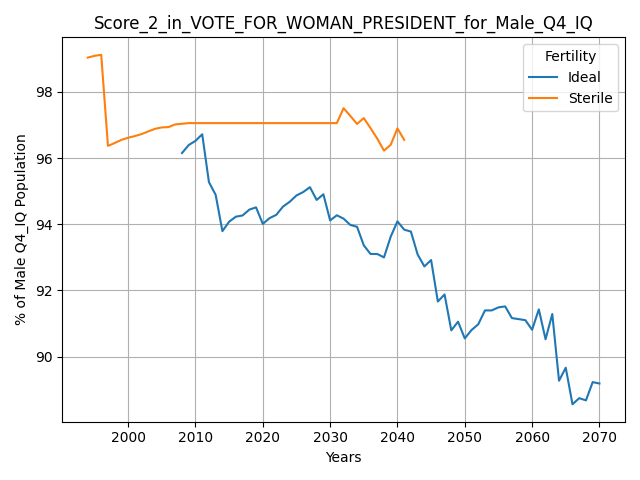 Score_2_in_VOTE_FOR_WOMAN_PRESIDENT_for_Male_Q4_IQ
Fertility
Ideal
Sterile
% of Male Q4_IQ Population
98
96
94
92
90
2000 2010 2020 2030 2040 2050 2060 2070
Years